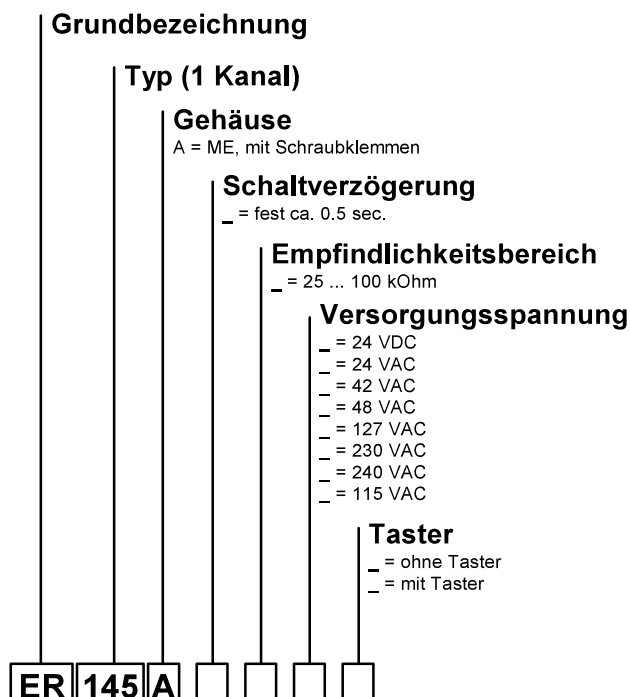 Grundbezeichnung
Typ (1 Kanal)
Gehäuse
A = ME, mit Schraubklemmen
Schaltverzögerung
_ = fest ca. 0.5 sec.
Empfindlichkeitsbereich
_ = 25 ... 100 kOhm
Versorgungsspannung
_ = 24 VDC
_ = 24 VAC
_ = 42 VAC
_ = 48 VAC
_ = 127 VAC
_ = 230 VAC
_ = 240 VAC
_ = 115 VAC
Taster
_ = ohne Taster
_ = mit Taster
ER 145 A